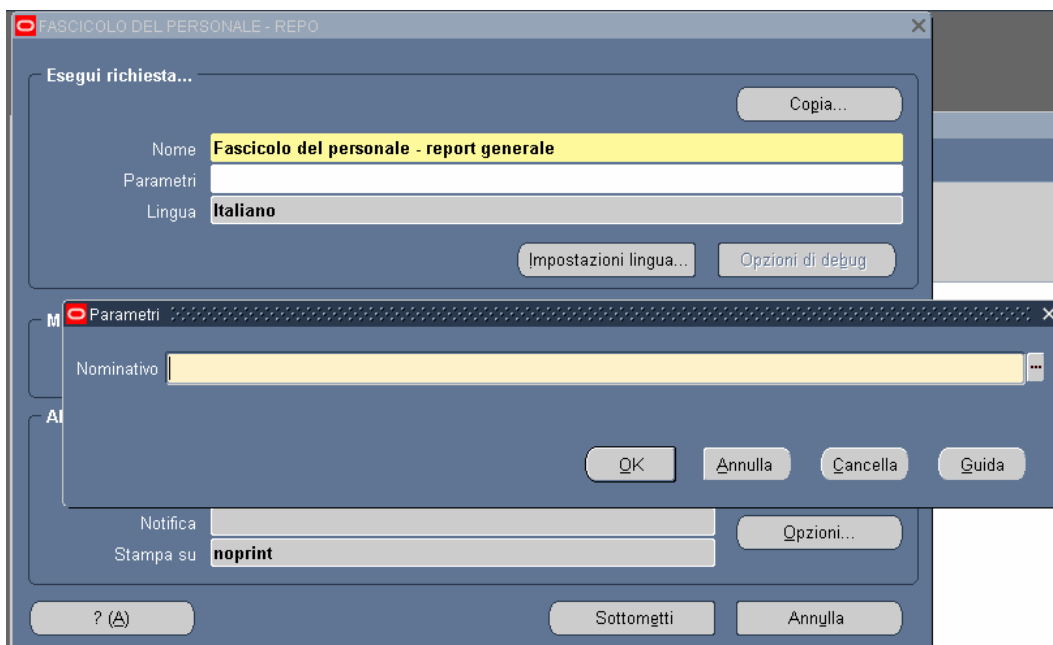 FASCICOLO DEL PERSONALE - REPO
Esegui richiesta...
Copia...
Nome Fascicolo del personale - report generale
Parametri
Lingua Italiano
Impostazioni lingua... Opzioni di debug
M
Parametri
Nominativo
Al
OK Annulla Cancella Guida
Notifica
Opzioni...
Stampa su noprint
? (A) Sottometti Annulla